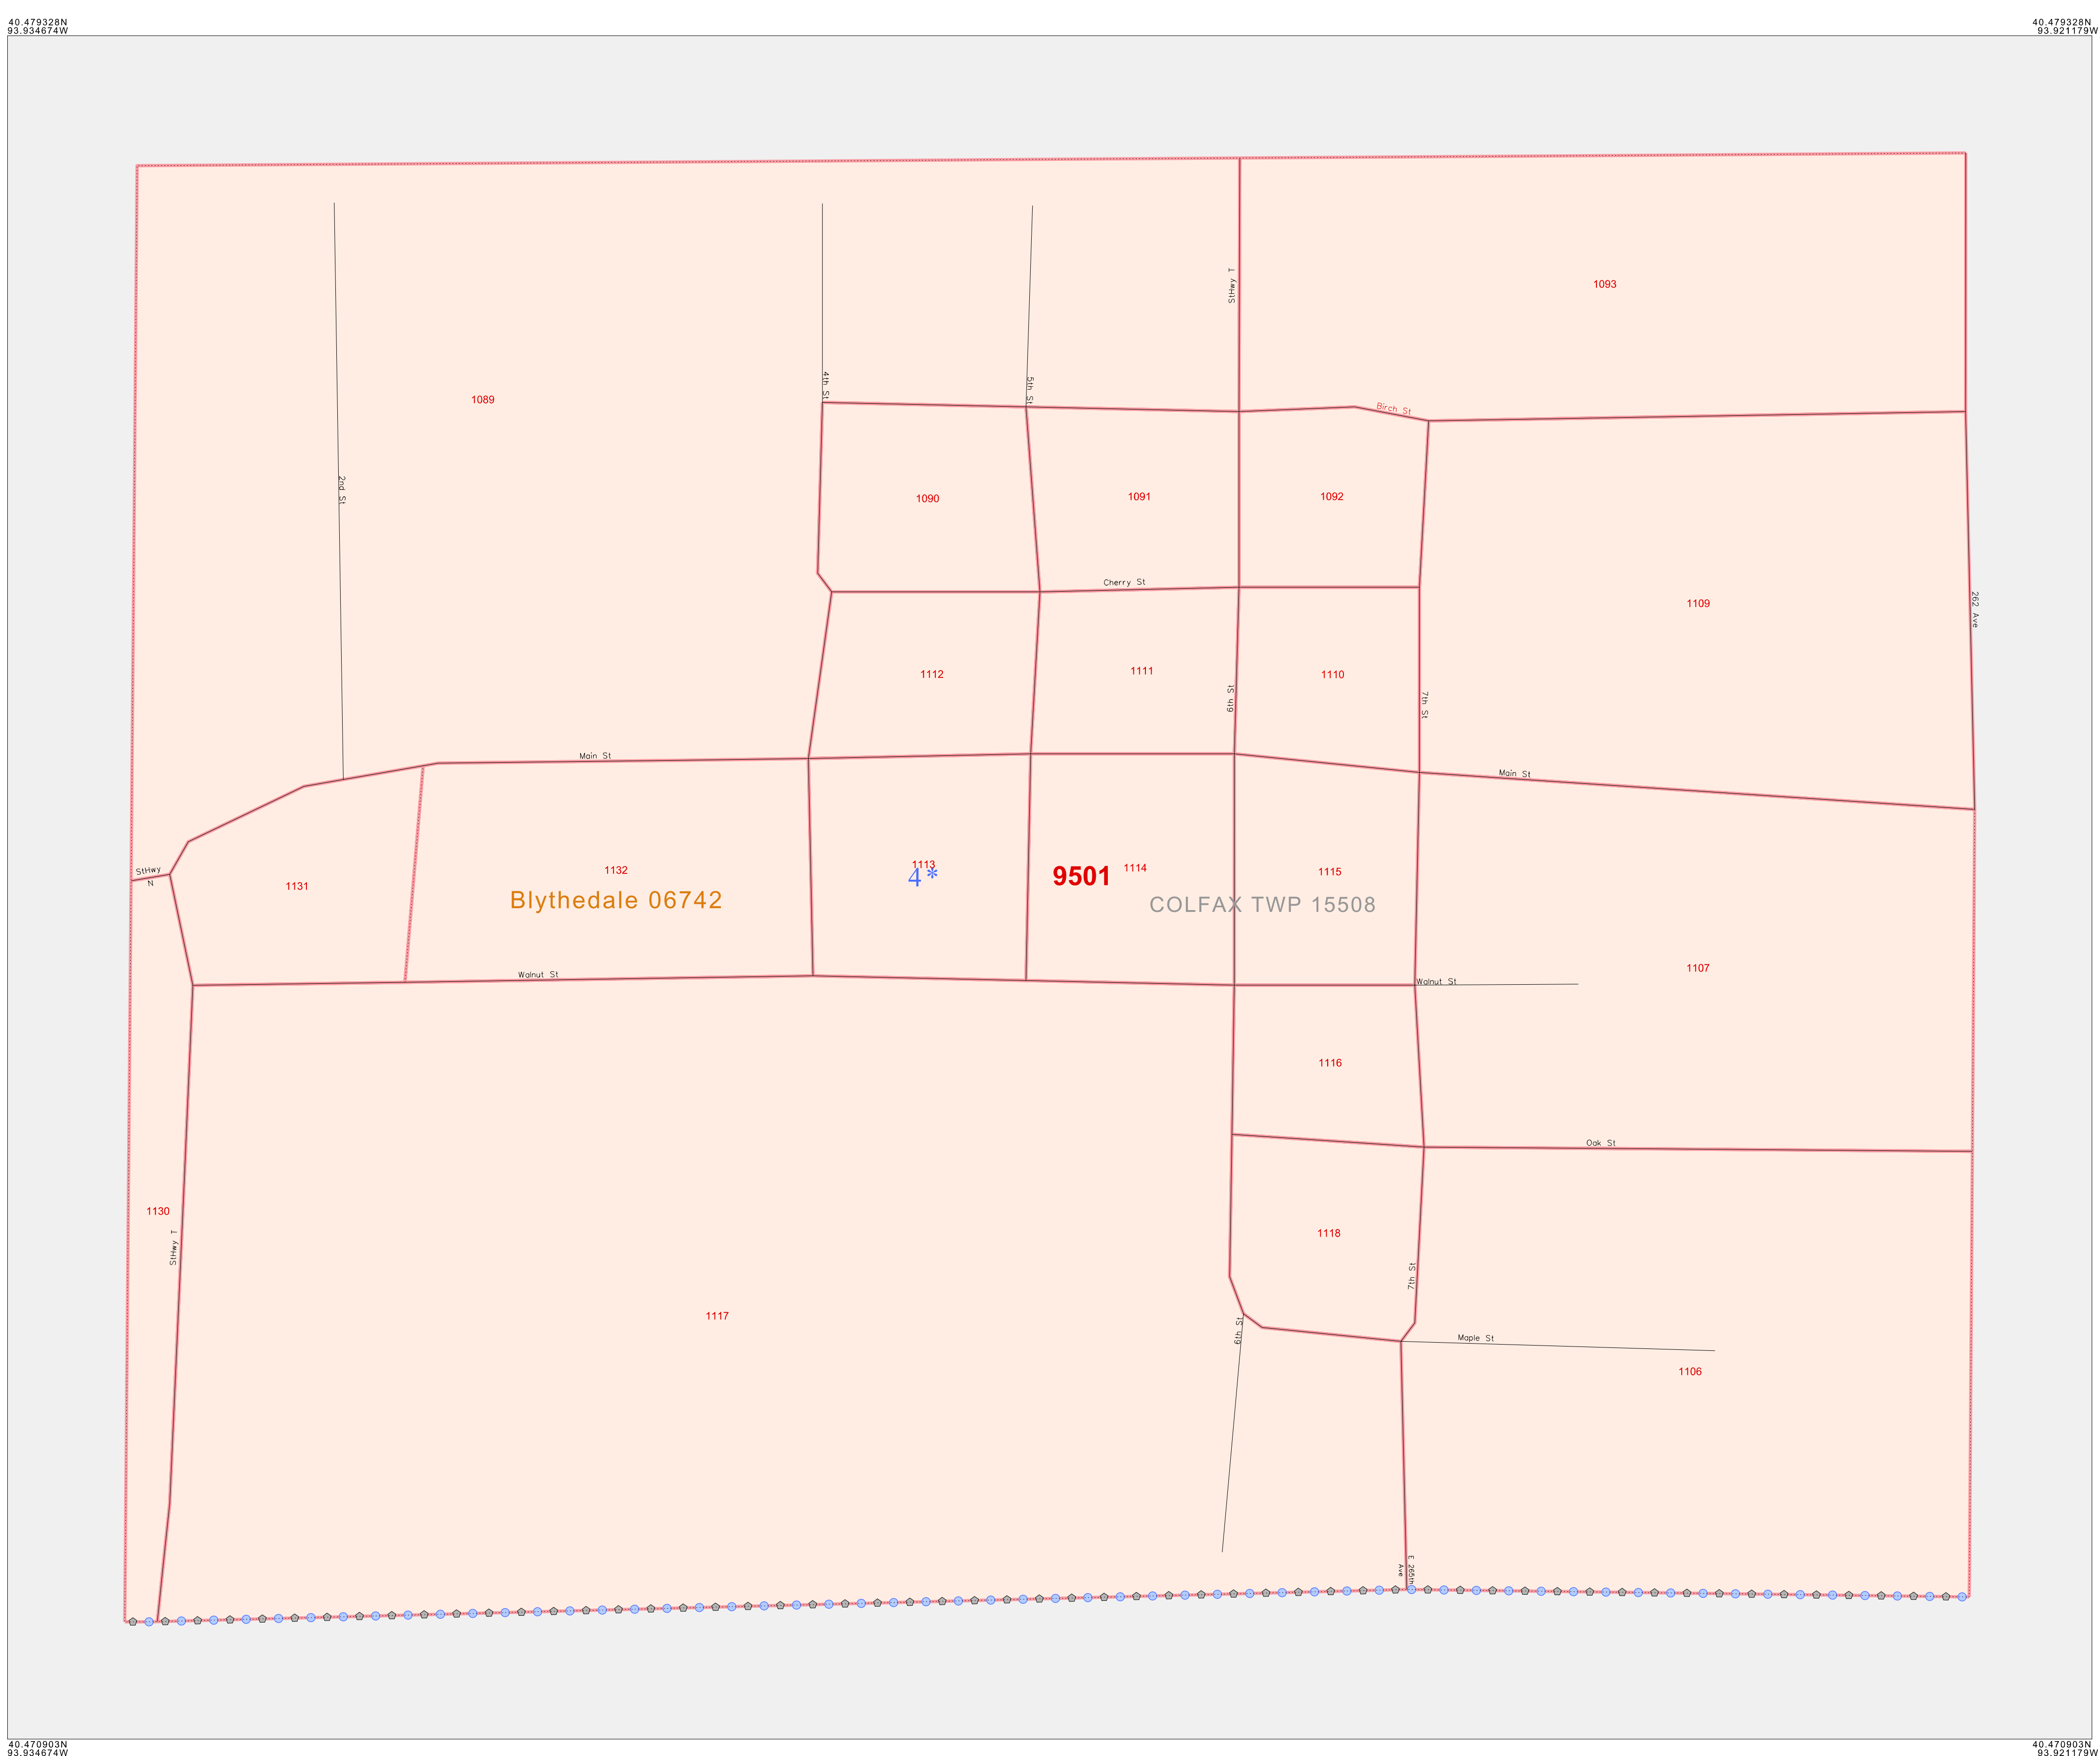 40.479328N
93.934674W
40.479328N
93.921179W
StHwy T
1093
4th St
5th St
1089
Birch St
2nd St
1090
1091
1092
Cherry St
262 Ave
1109
1112
1111
1110
6th St
7th St
Main St
Main St
StHwy
N
1131
1132
1113
1114
1115
4*
9501
Blythedale 06742
COLFAX TWP 15508
1107
Walnut St
Walnut St
1116
Oak St
1130
StHwy T
1118
7th St
1117
6th St
Maple St
1106
E 265th
Ave
40.470903N
93.934674W
40.470903N
93.921179W